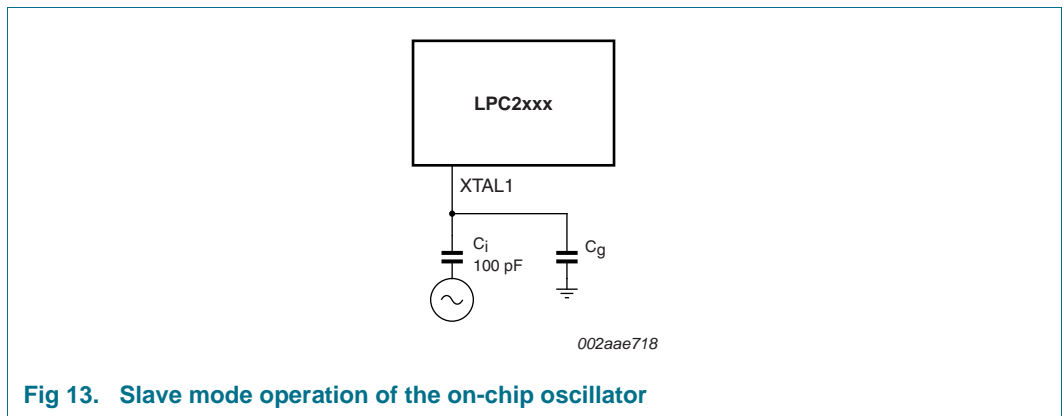 LPC2xxx
XTAL1
Ci
100 pF
Cg
002aae718
Fig 13. Slave mode operation of the on-chip oscillator